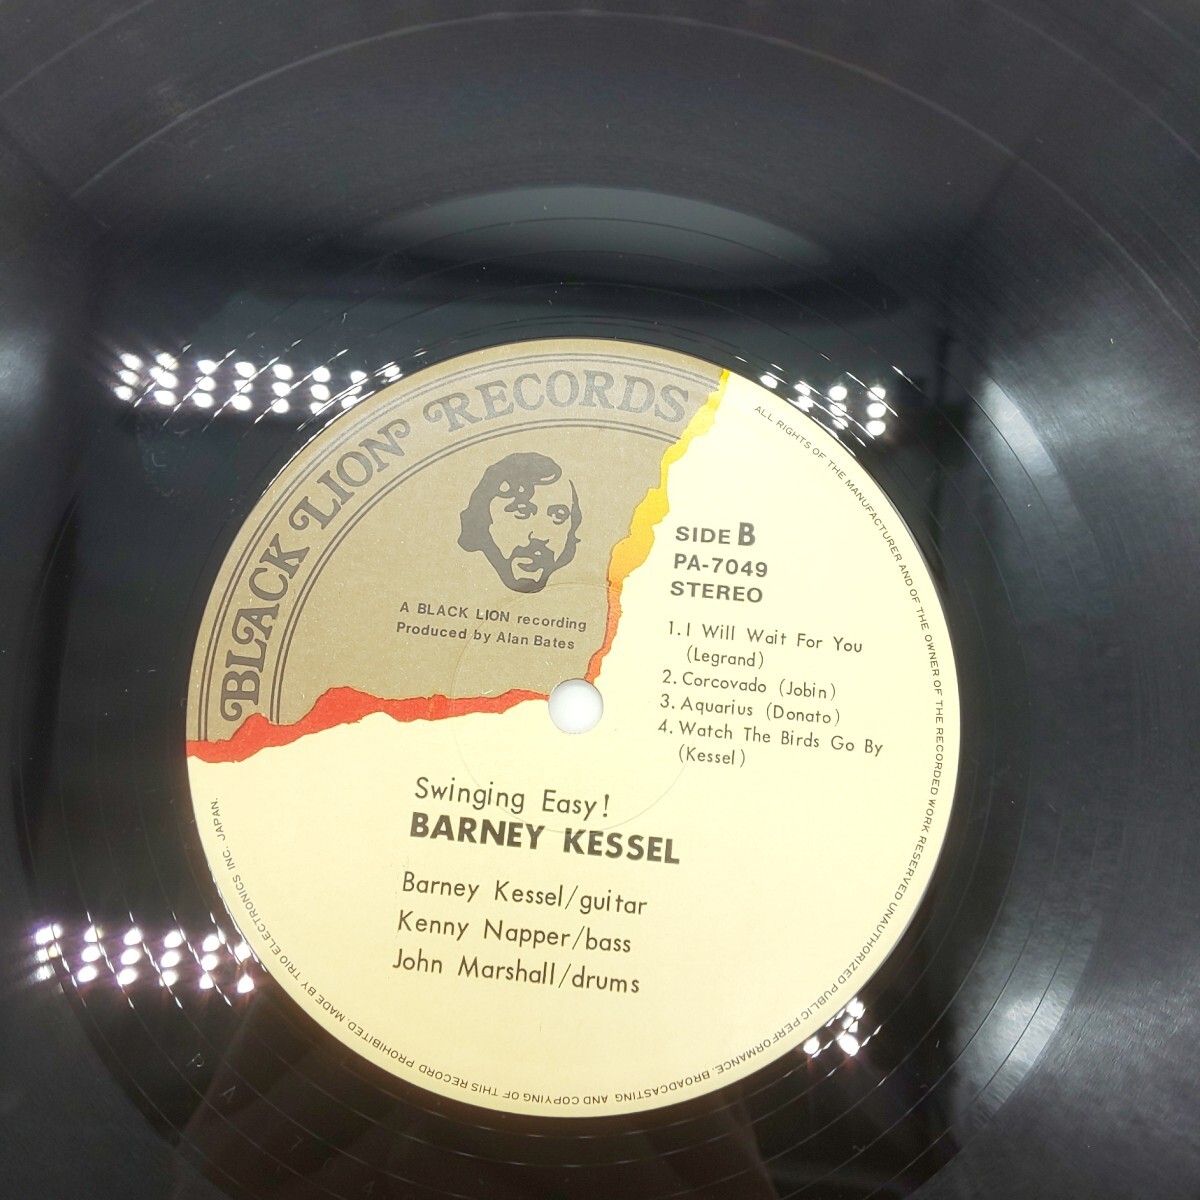 BLACK LION RECORDS
A BLACK LION recording
Produced by Alan Bates
SIDE B
PA-7049
STEREO
1. I Will Wait For You
(Legrand)
2. Corcovado (Jobin)
3. Aquarius (Donato)
4. Watch The Birds Go By
(Kessel)
Swinging Easy!
BARNEY KESSEL
Barney Kessel/guitar
Kenny Napper/bass
John Marshall/drums
ALL RIGHTS OF THE MANUFACTURER AND OF THE OWNER OF THE RECORDED WORK RESERVED UNAUTHORIZED PUBLIC PERFORMANCE. BROADCASTING AND COPYING OF THIS RECORD PROHIBITED. MADE BY TRIO ELECTRONICS INC. JAPAN.